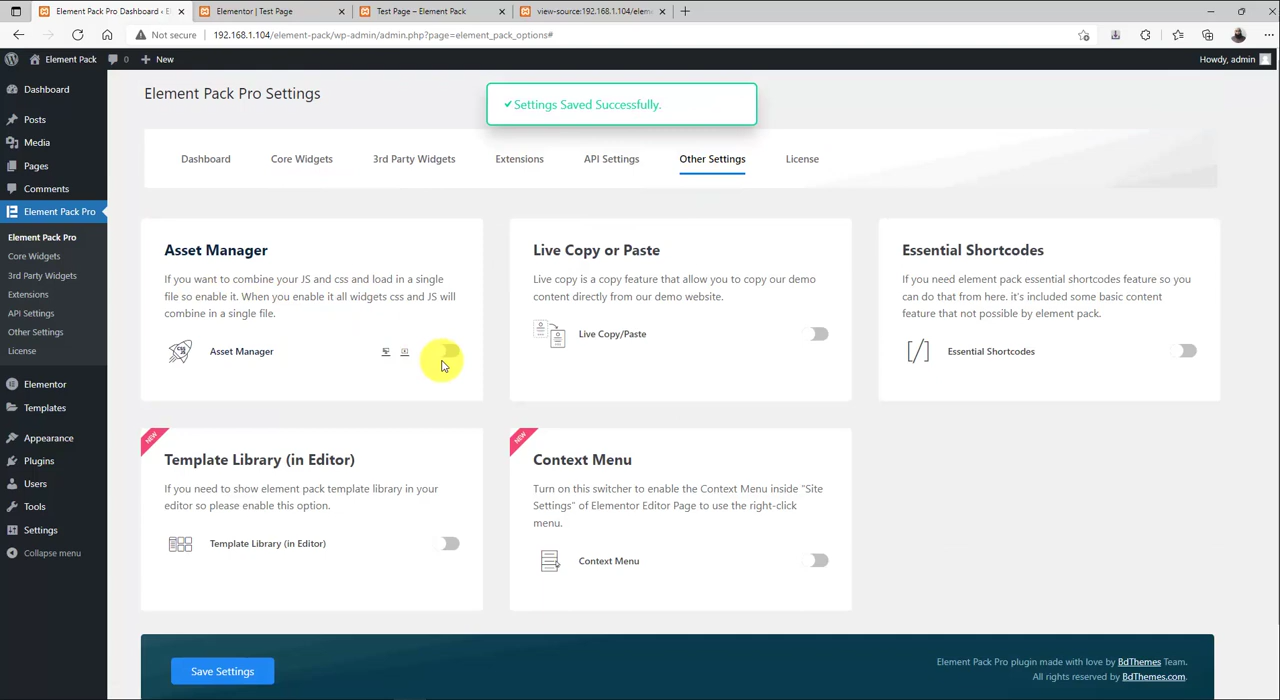 Element Pack Pro Dashboard ‹ E
Elementor | Test Page
Test Page – Element Pack
view-source:192.168.1.104/eleme
Not secure
192.168.1.104/element-pack/wp-admin/admin.php?page=element_pack_options#
Element Pack
0
New
Howdy, admin
Dashboard
Posts
Media
Pages
Comments
Element Pack Pro
Element Pack Pro
Core Widgets
3rd Party Widgets
Extensions
API Settings
Other Settings
License
Elementor
Templates
Appearance
Plugins
Users
Tools
Settings
Collapse menu
Element Pack Pro Settings
Settings Saved Successfully.
Dashboard
Core Widgets
3rd Party Widgets
Extensions
API Settings
Other Settings
License
Asset Manager
If you want to combine your JS and css and load in a single
file so enable it. When you enable it all widgets css and JS will
combine in a single file.
Asset Manager
Live Copy or Paste
Live copy is a copy feature that allow you to copy our demo
content directly from our demo website.
Live Copy/Paste
Essential Shortcodes
If you need element pack essential shortcodes feature so you
can do that from here. it's included some basic content
feature that not possible by element pack.
Essential Shortcodes
NEW
Template Library (in Editor)
If you need to show element pack template library in your
editor so please enable this option.
Template Library (in Editor)
NEW
Context Menu
Turn on this switcher to enable the Context Menu inside "Site
Settings" of Elementor Editor Page to use the right-click
menu.
Context Menu
Save Settings
Element Pack Pro plugin made with love by BdThemes Team.
All rights reserved by BdThemes.com.